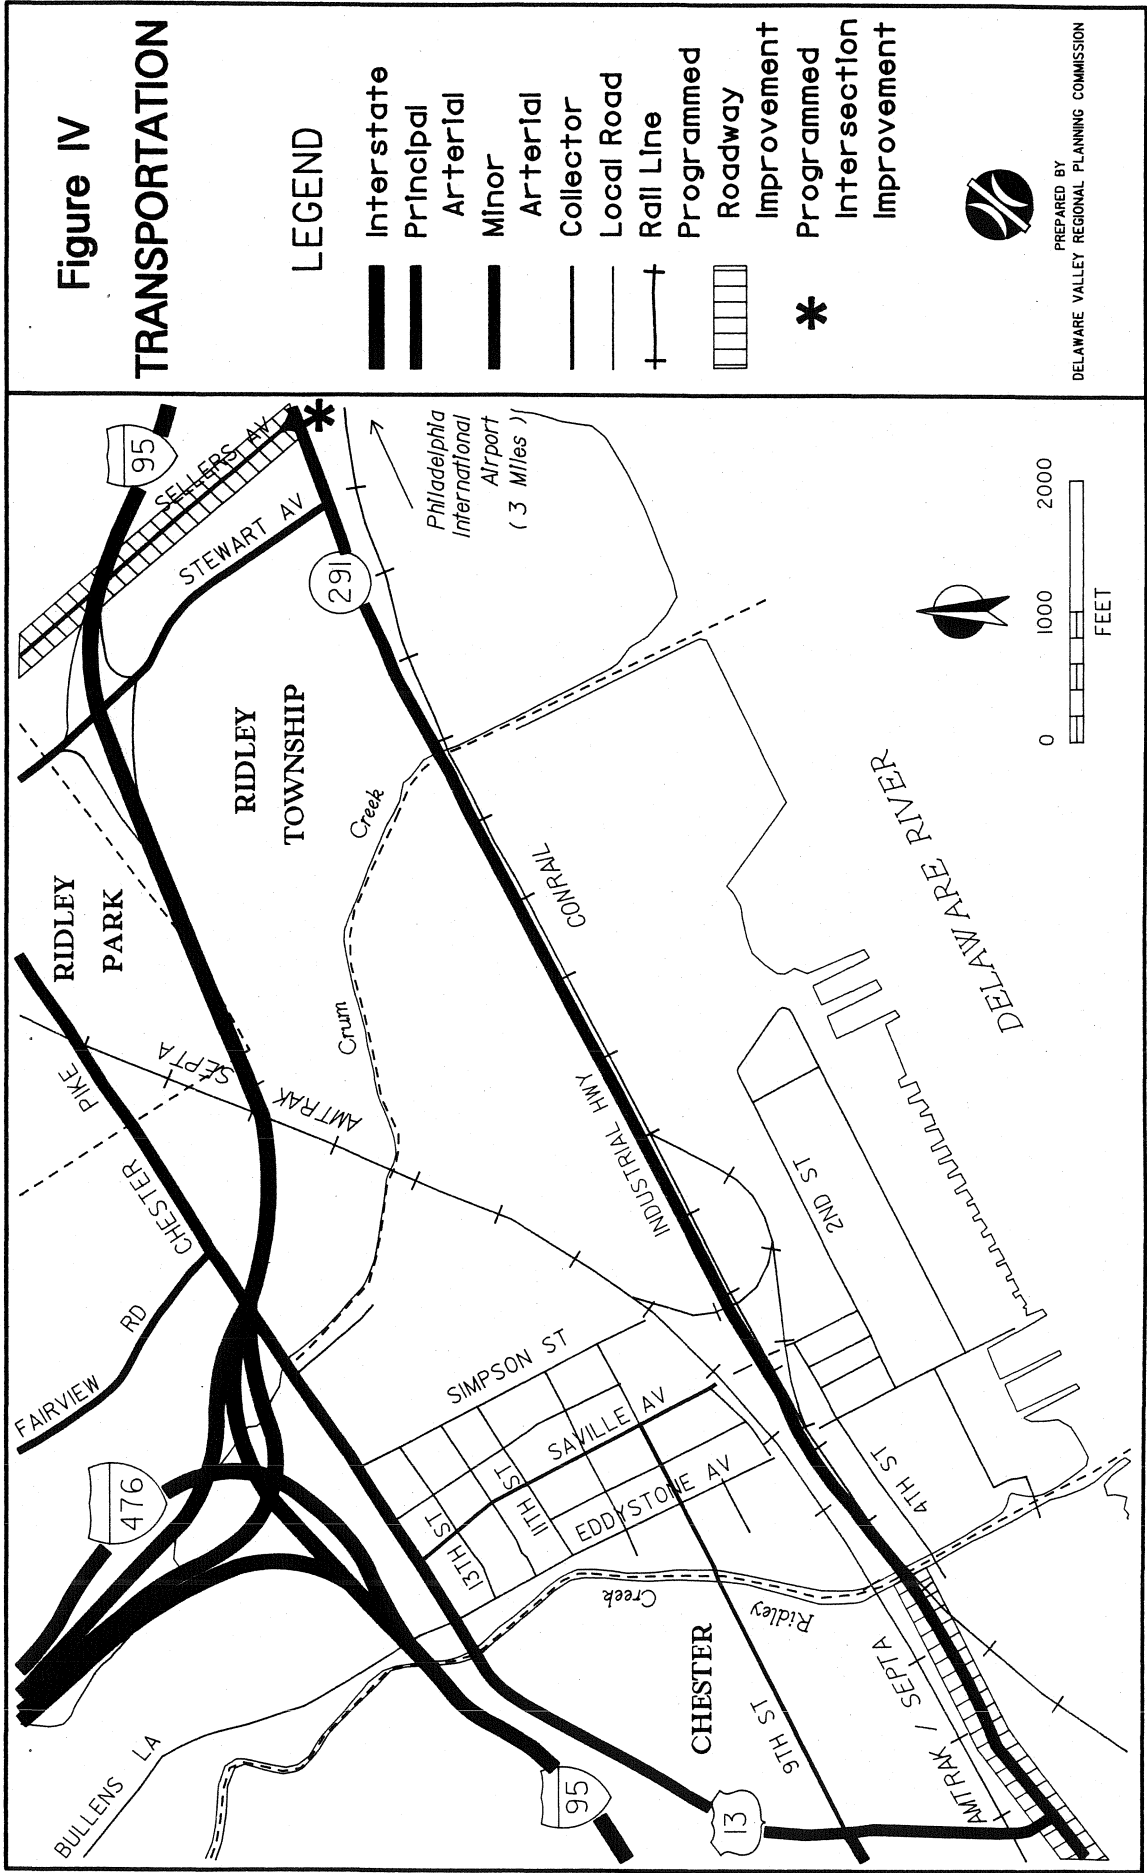 Figure IV
TRANSPORTATION
LEGEND
Interstate
Principal
Arterial
Minor
Arterial
Collector
Local Road
Rail Line
Programmed
Roadway
Improvement
Programmed
Intersection
Improvement
PREPARED BY
DELAWARE VALLEY REGIONAL PLANNING COMMISSION
95
SELLERS AV
STEWART AV
291
Philadelphia
International
Airport
( 3 Miles )
RIDLEY
TOWNSHIP
RIDLEY
PARK
Creek
Crum
CONRAIL
INDUSTRIAL HWY
DELAWARE RIVER
0 1000 2000
FEET
PIKE
CHESTER
SEPTA
AMTRAK
FAIRVIEW RD
476
SIMPSON ST
SAVILLE AV
EDDYSTONE AV
13TH ST
11TH ST
2ND ST
4TH ST
Creek
Ridley
CHESTER
9TH ST
AMTRAK / SEPTA
BULLENS LA
95
13